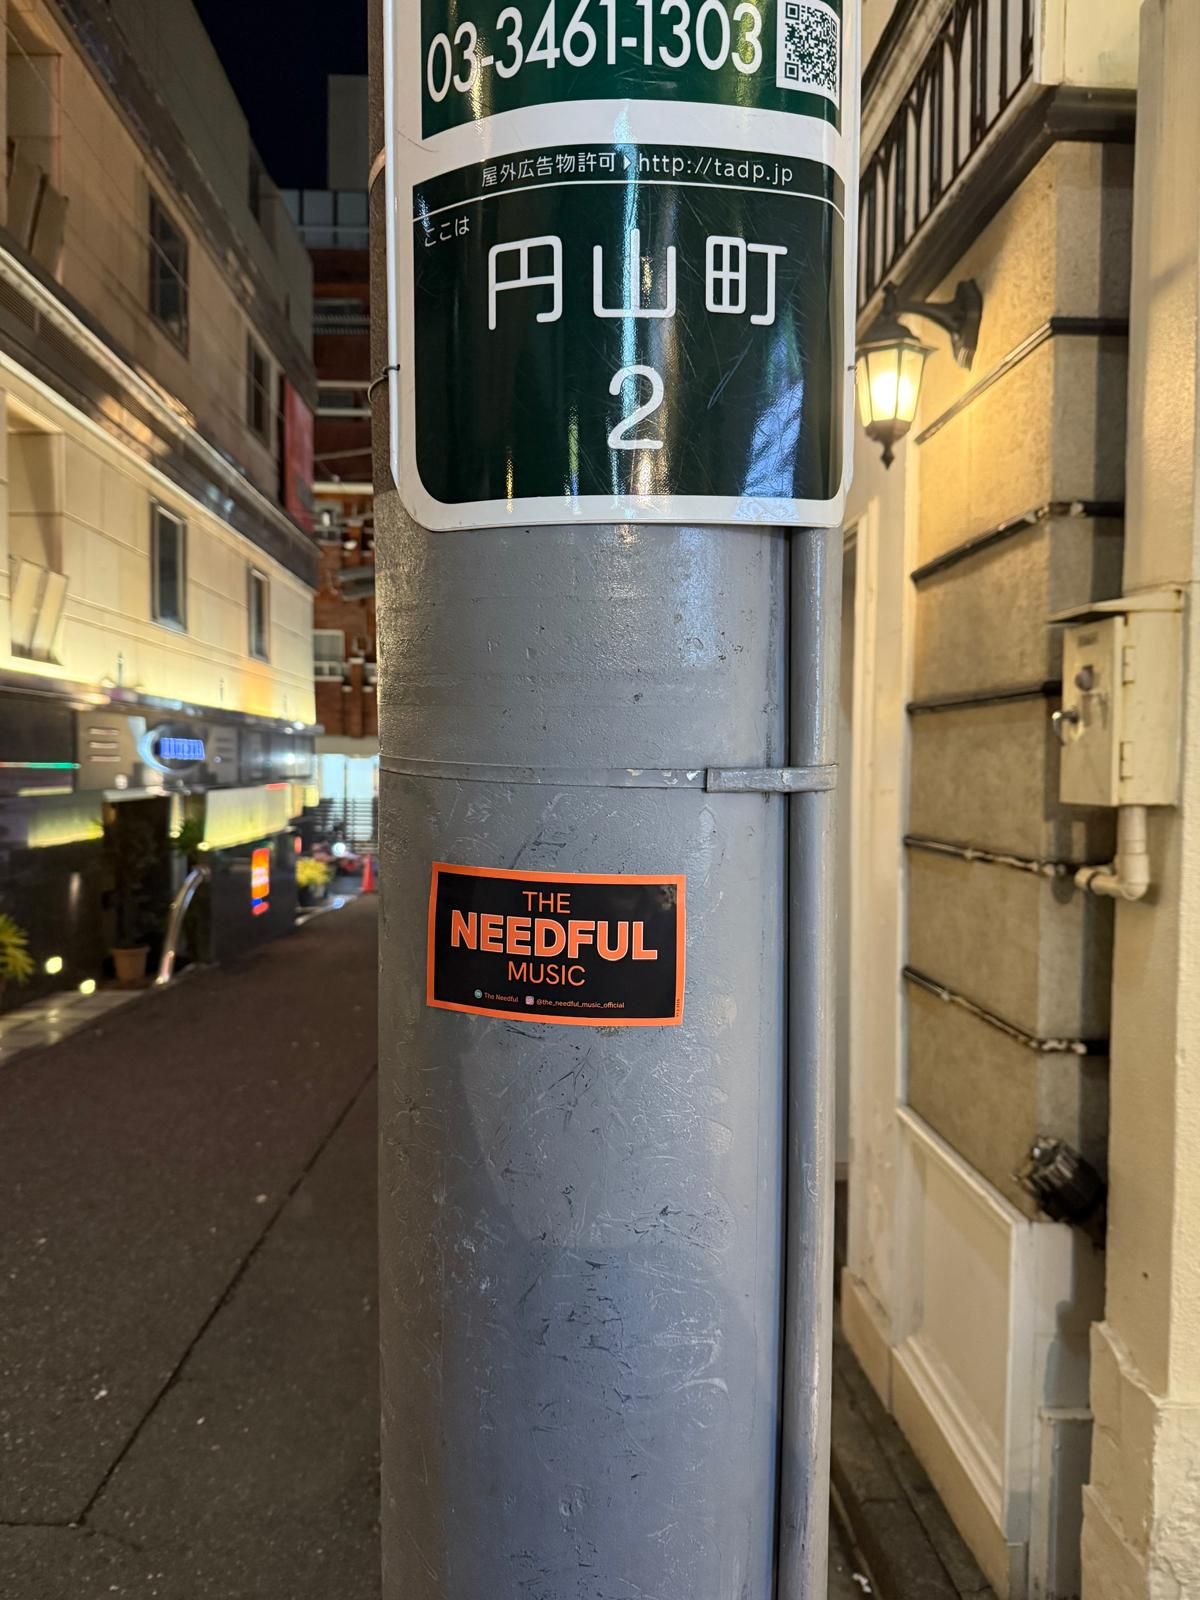 03-3461-1303
屋外広告物許可▶http://tadp.jp
ここは
円山町
2
THE
NEEDFUL
MUSIC
The Needful @the_needful_music_official